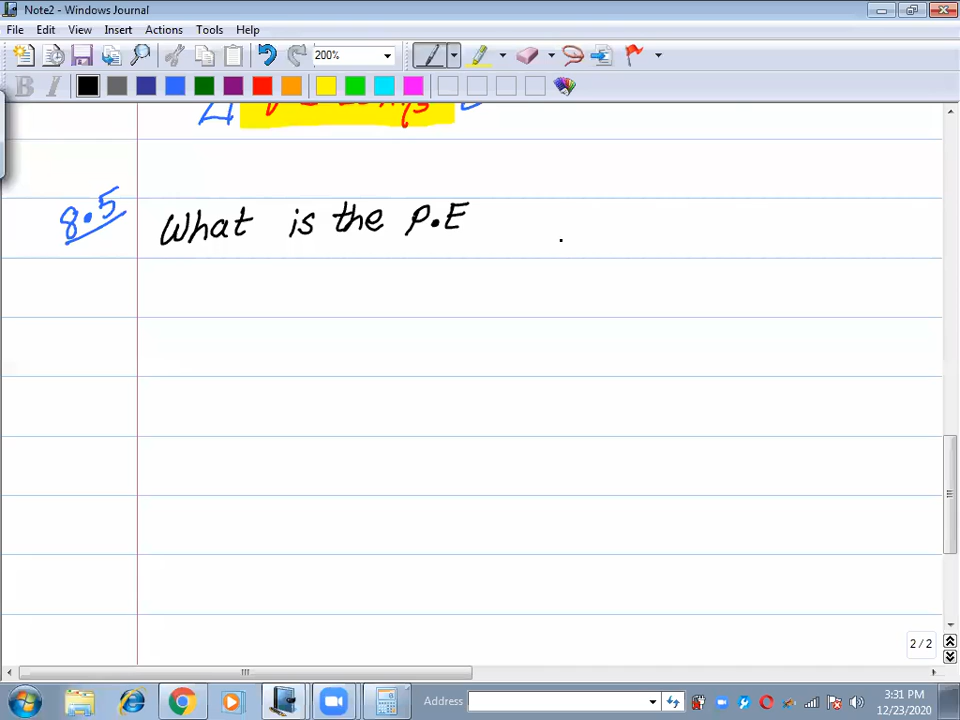 Note2 - Windows Journal
File Edit View Insert Actions Tools Help
200%
B I
8.5 What is the P.E
2/2
Address
3:31 PM
12/23/2020